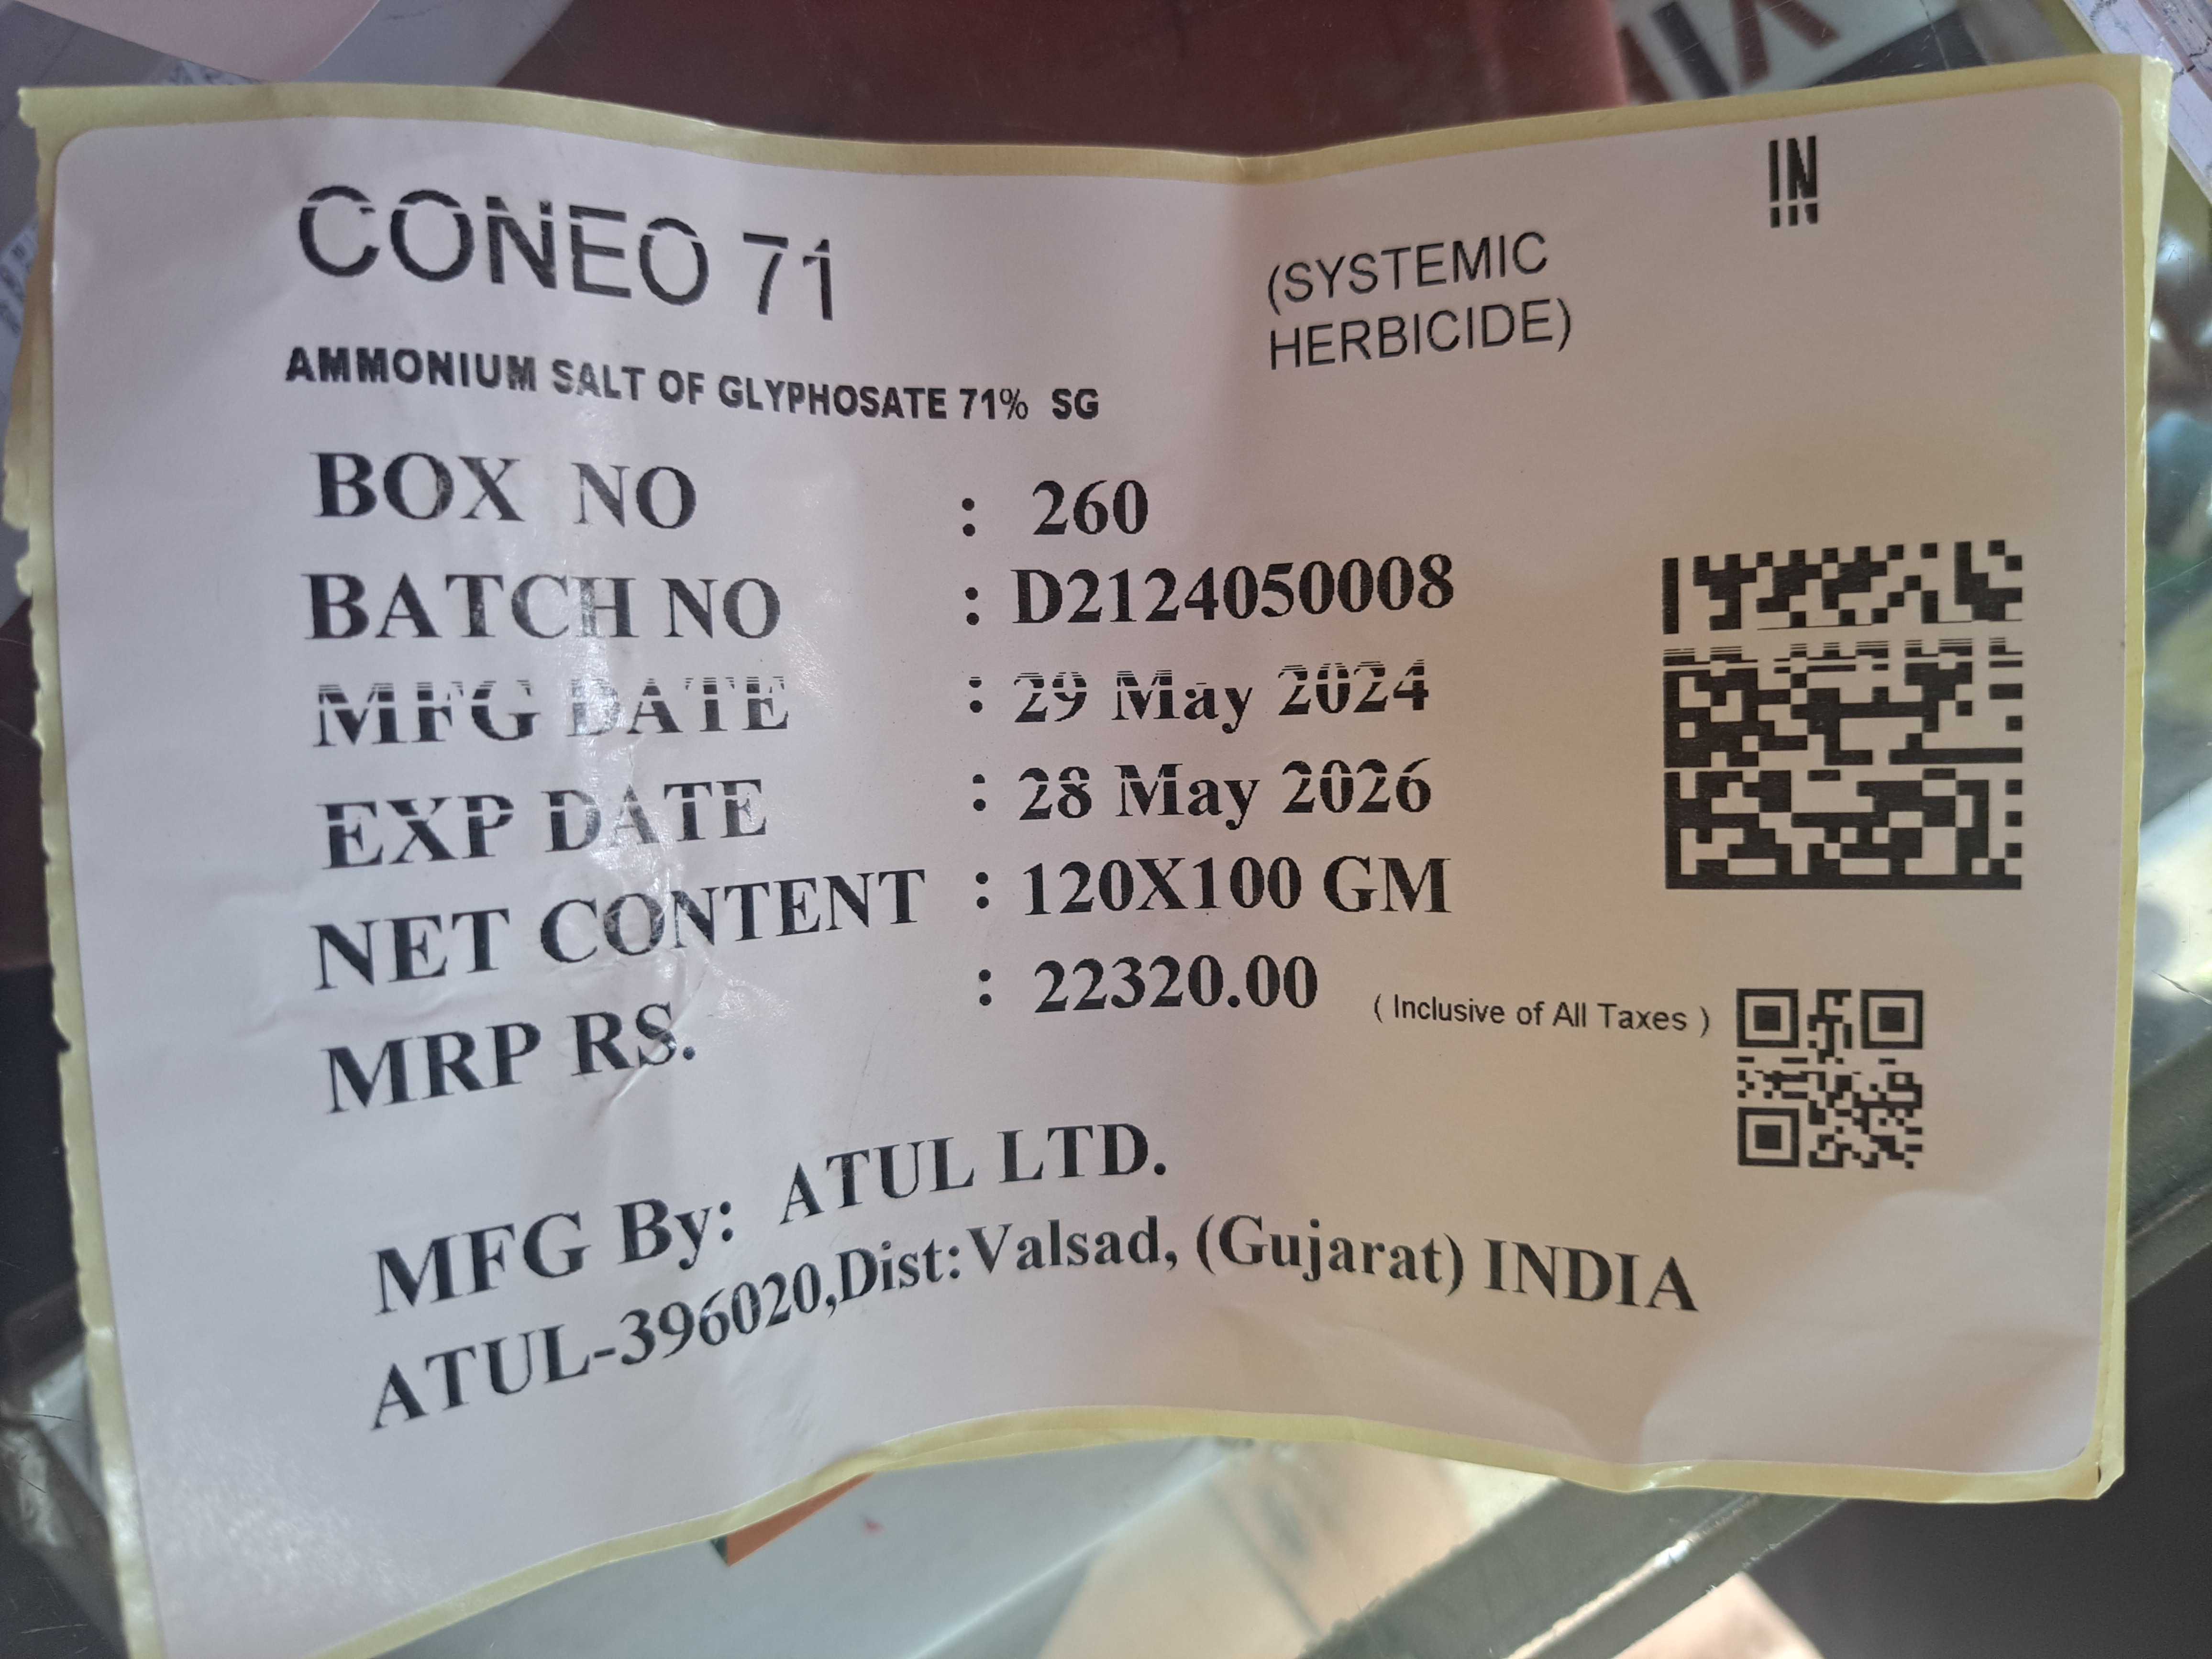 IN
CONEO 71
(SYSTEMIC
HERBICIDE)
AMMONIUM SALT OF GLYPHOSATE 71% SG
BOX NO : 260
BATCH NO : D2124050008
MFG DATE : 29 May 2024
EXP DATE : 28 May 2026
NET CONTENT : 120X100 GM
MRP RS. : 22320.00 ( Inclusive of All Taxes )
MFG By: ATUL LTD.
ATUL-396020,Dist:Valsad, (Gujarat) INDIA